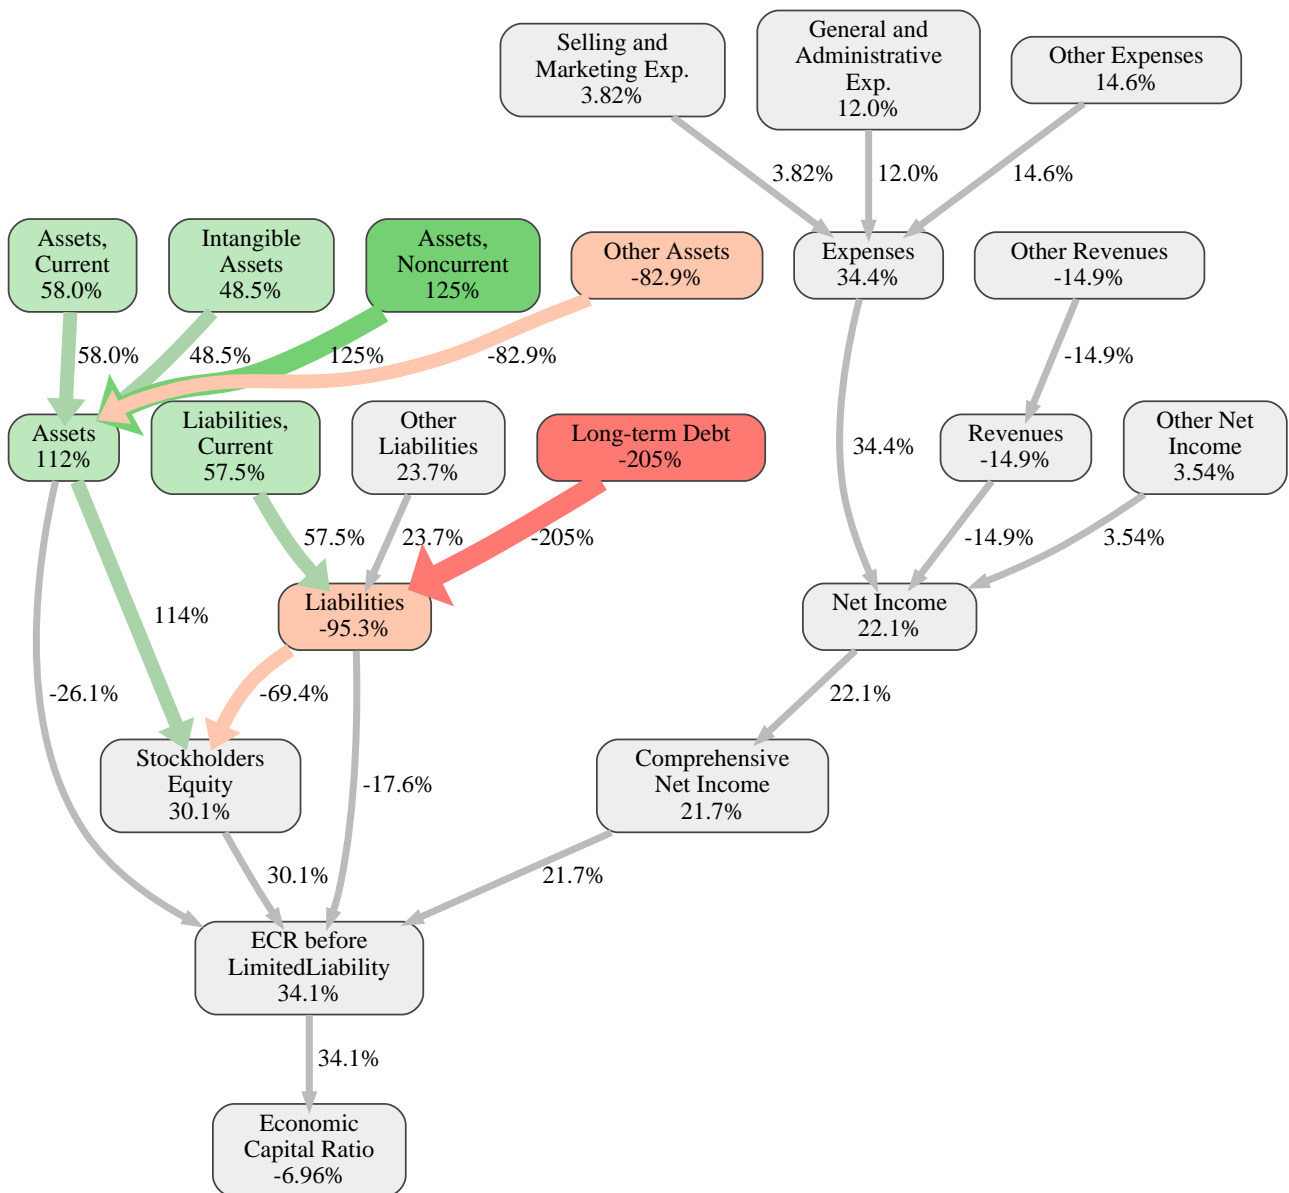 Selling and
Marketing Exp.
3.82%
General and
Administrative
Exp.
12.0%
Other Expenses
14.6%
3.82%
12.0%
14.6%
Assets,
Current
58.0%
Intangible
Assets
48.5%
Assets,
Noncurrent
125%
Other Assets
-82.9%
Expenses
34.4%
Other Revenues
-14.9%
58.0%
48.5%
125%
-82.9%
-14.9%
Assets
112%
Liabilities,
Current
57.5%
Other
Liabilities
23.7%
Long-term Debt
-205%
34.4%
Revenues
-14.9%
Other Net
Income
3.54%
57.5%
23.7%
-205%
-14.9%
3.54%
114%
Liabilities
-95.3%
Net Income
22.1%
-26.1%
-69.4%
22.1%
Stockholders
Equity
30.1%
-17.6%
Comprehensive
Net Income
21.7%
30.1%
21.7%
ECR before
LimitedLiability
34.1%
34.1%
Economic
Capital Ratio
-6.96%